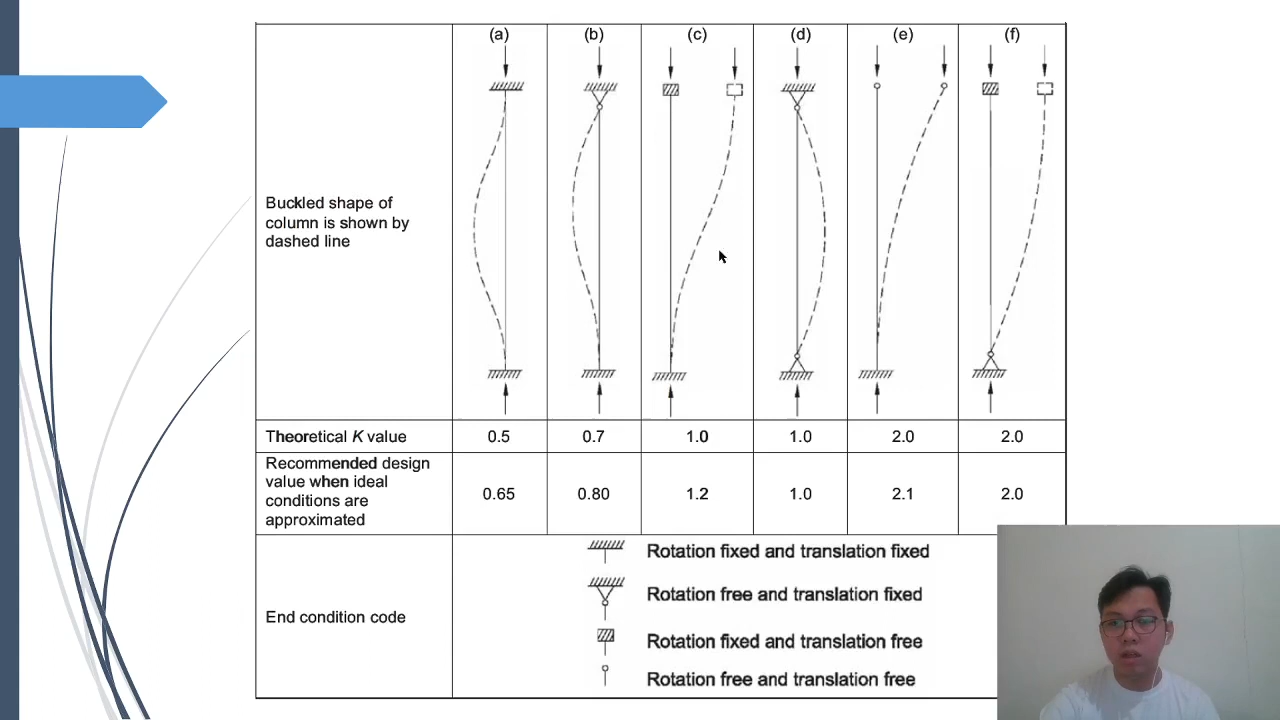 (a) (b) (c) (d) (e) (f)
Buckled shape of
column is shown by
dashed line
Theoretical K value 0.5 0.7 1.0 1.0 2.0 2.0
Recommended design
value when ideal
conditions are
approximated
0.65 0.80 1.2 1.0 2.1 2.0
End condition code
Rotation fixed and translation fixed
Rotation free and translation fixed
Rotation fixed and translation free
Rotation free and translation free